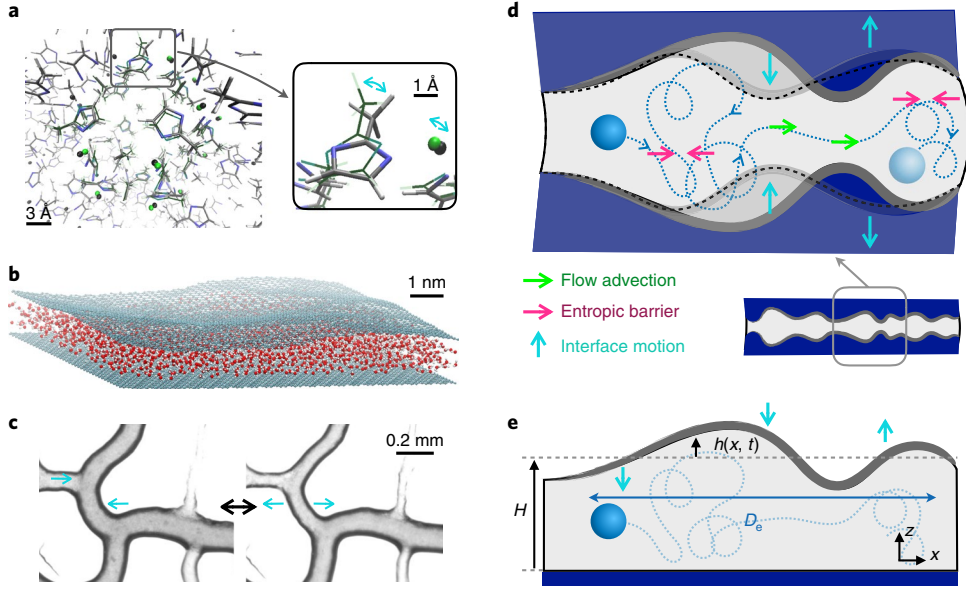 a
1 Å
3 Å
b
1 nm
c
0.2 mm
d
Flow advection
Entropic barrier
Interface motion
e
h(x, t)
H
Dₑ
z
x